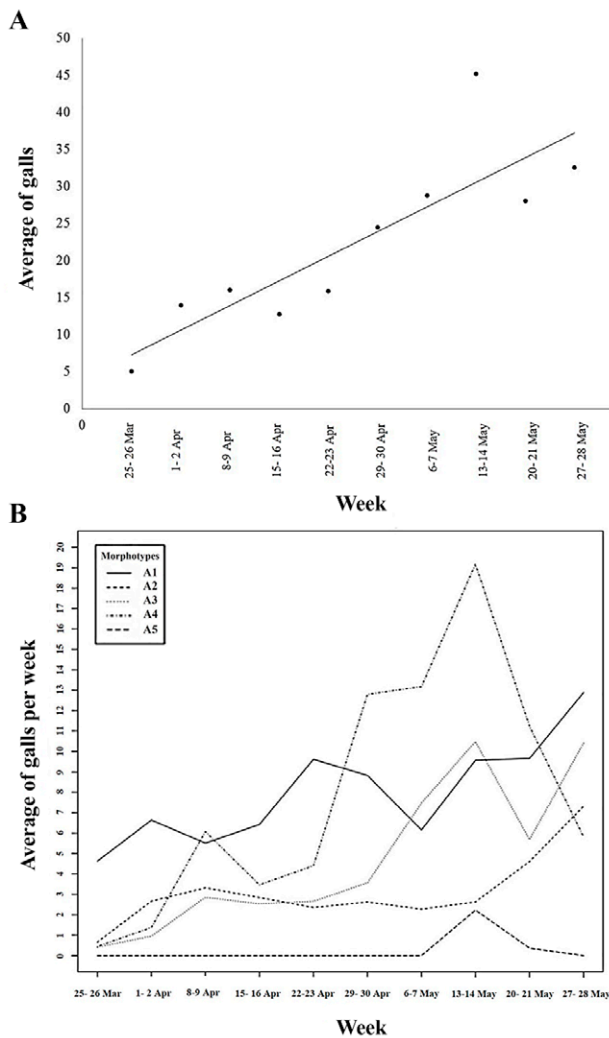 A
50
45
40
35
30
25
20
15
10
5
0
Average of galls
0
25- 26 Mar
1- 2 Apr
8-9 Apr
15- 16 Apr
22-23 Apr
29- 30 Apr
6-7 May
13-14 May
20- 21 May
27- 28 May
Week
B
Morphotypes
A1
A2
A3
A4
A5
20
19
18
17
16
15
14
13
12
11
10
9
8
7
6
5
4
3
2
1
0
Average of galls per week
25- 26 Mar
1- 2 Apr
8-9 Apr
15- 16 Apr
22-23 Apr
29- 30 Apr
6-7 May
13-14 May
20- 21 May
27- 28 May
Week